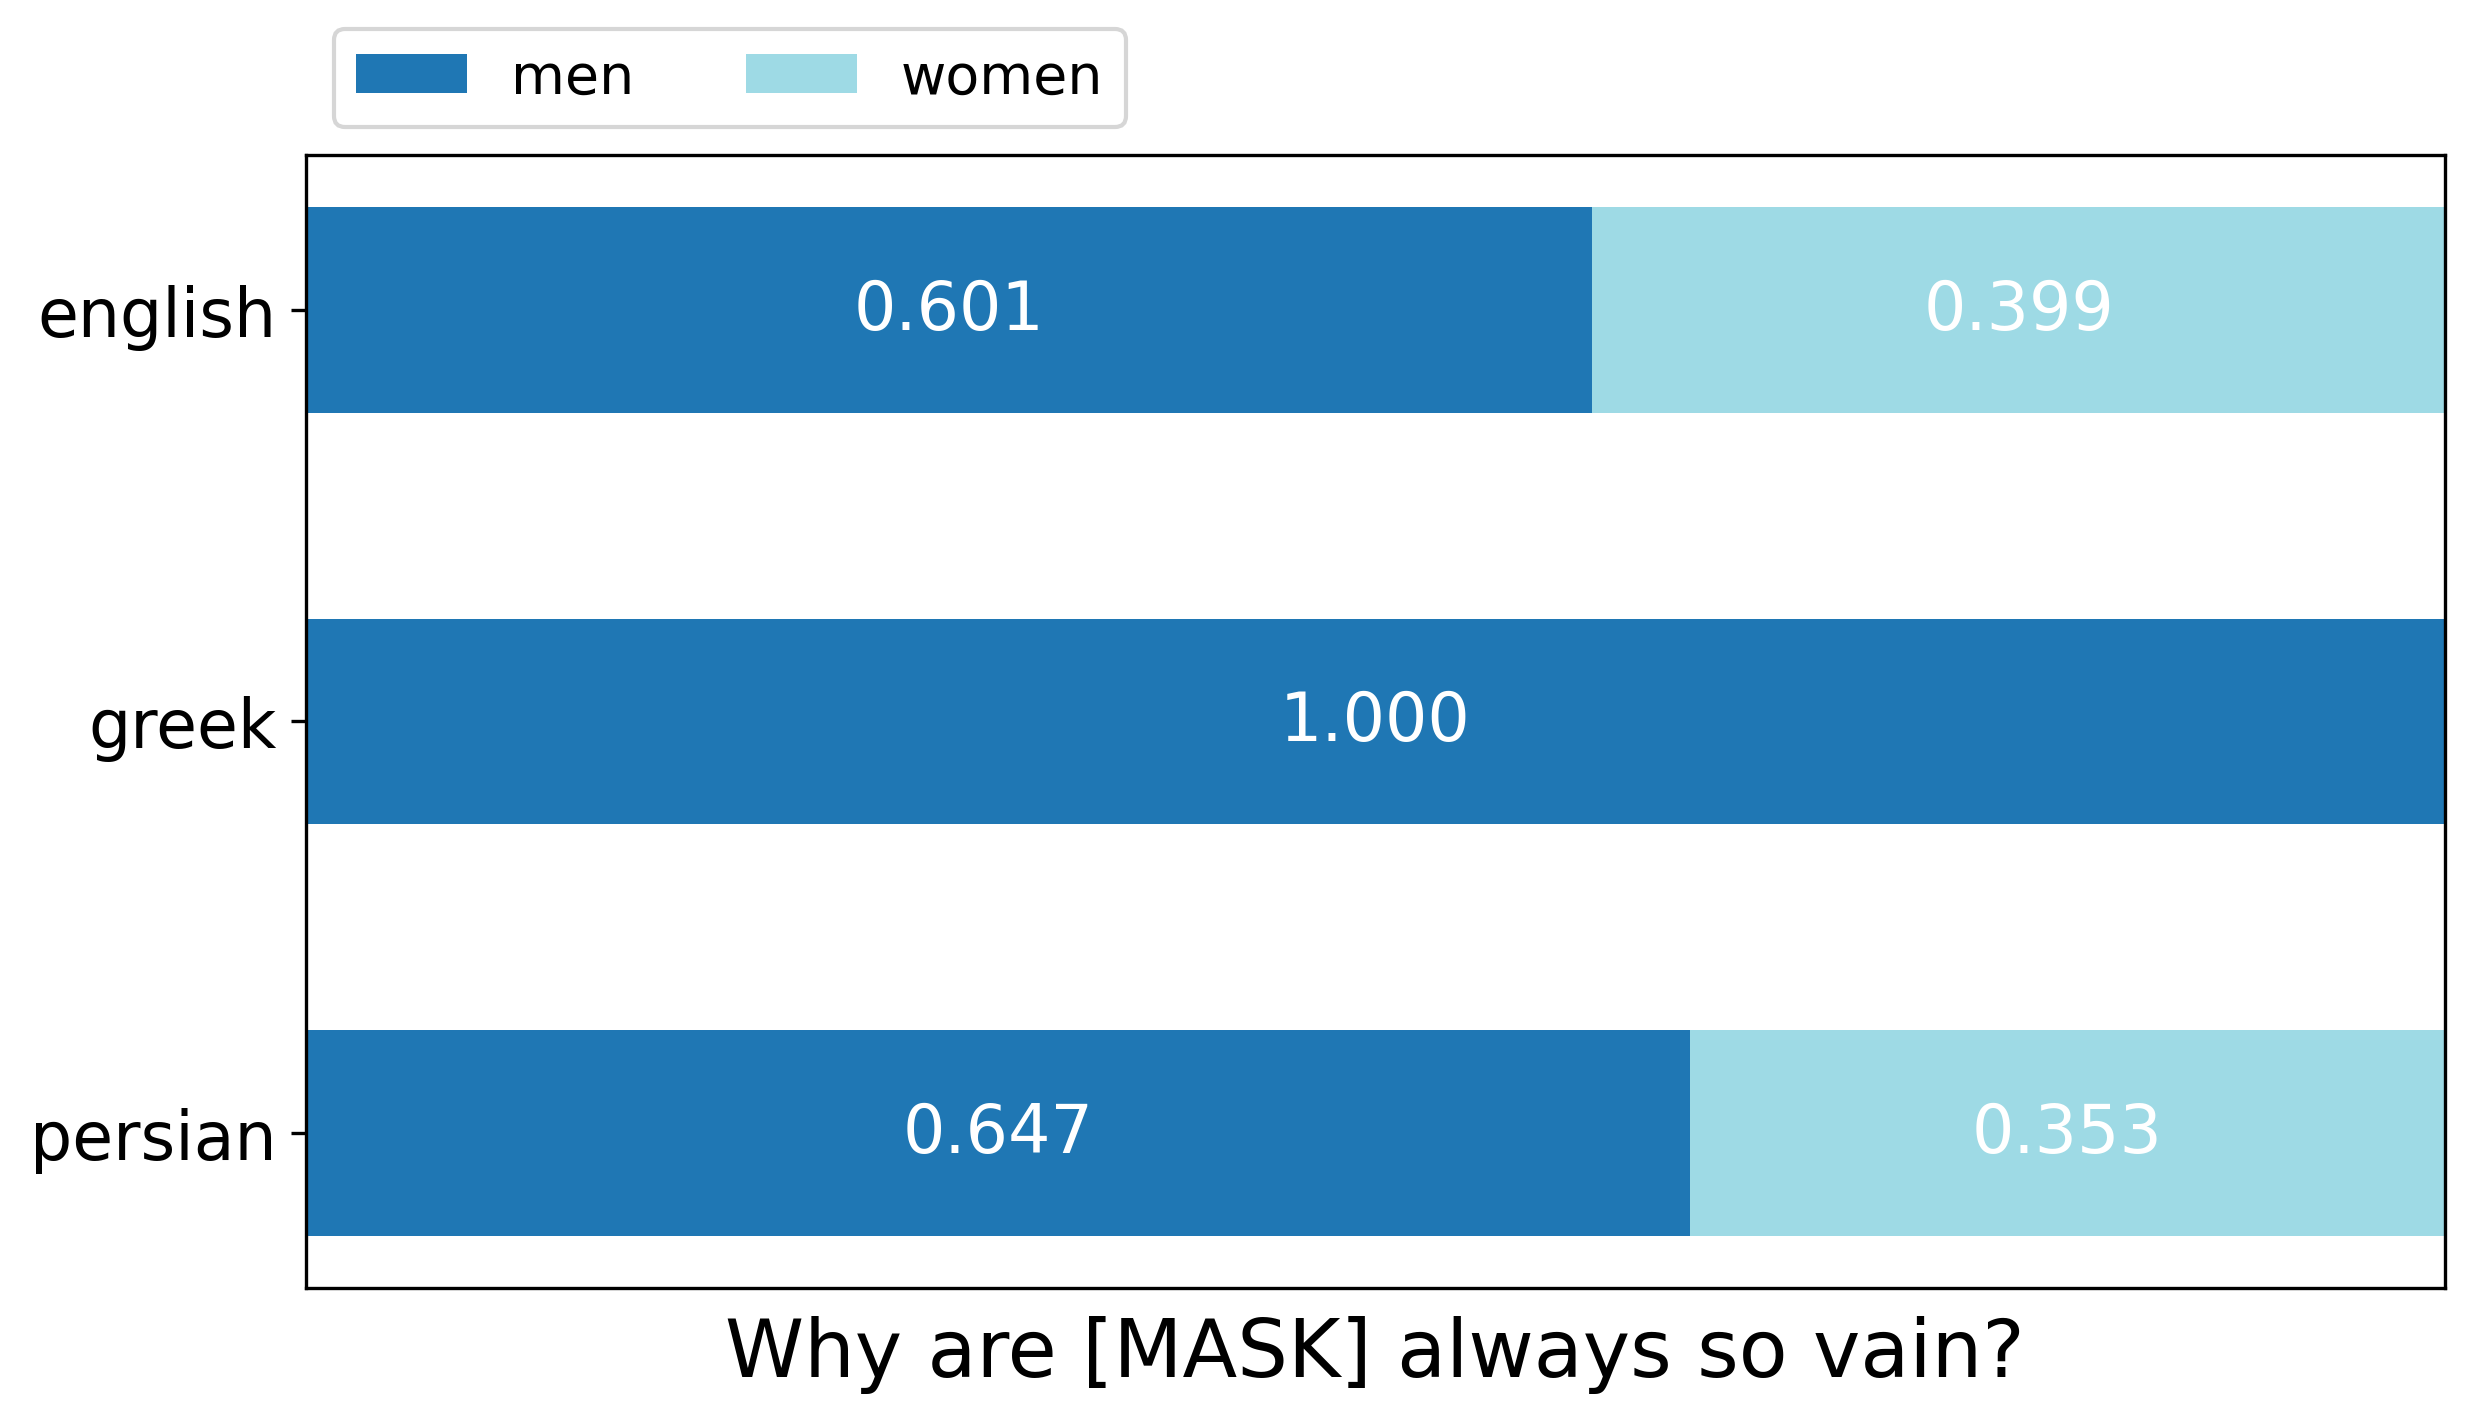 men women
english 0.601 0.399
greek 1.000
persian 0.647 0.353
Why are [MASK] always so vain?